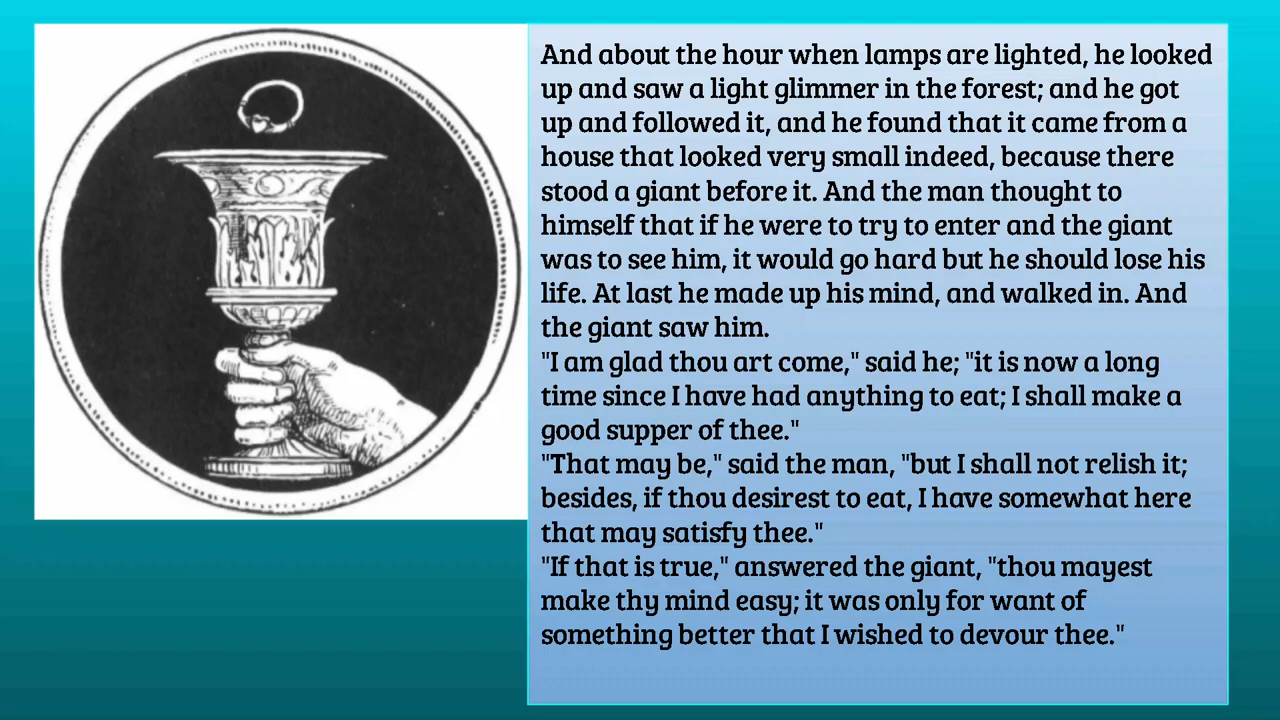 And about the hour when lamps are lighted, he looked
up and saw a light glimmer in the forest; and he got
up and followed it, and he found that it came from a
house that looked very small indeed, because there
stood a giant before it. And the man thought to
himself that if he were to try to enter and the giant
was to see him, it would go hard but he should lose his
life. At last he made up his mind, and walked in. And
the giant saw him.
"I am glad thou art come," said he; "it is now a long
time since I have had anything to eat; I shall make a
good supper of thee."
"That may be," said the man, "but I shall not relish it;
besides, if thou desirest to eat, I have somewhat here
that may satisfy thee."
"If that is true," answered the giant, "thou mayest
make thy mind easy; it was only for want of
something better that I wished to devour thee."